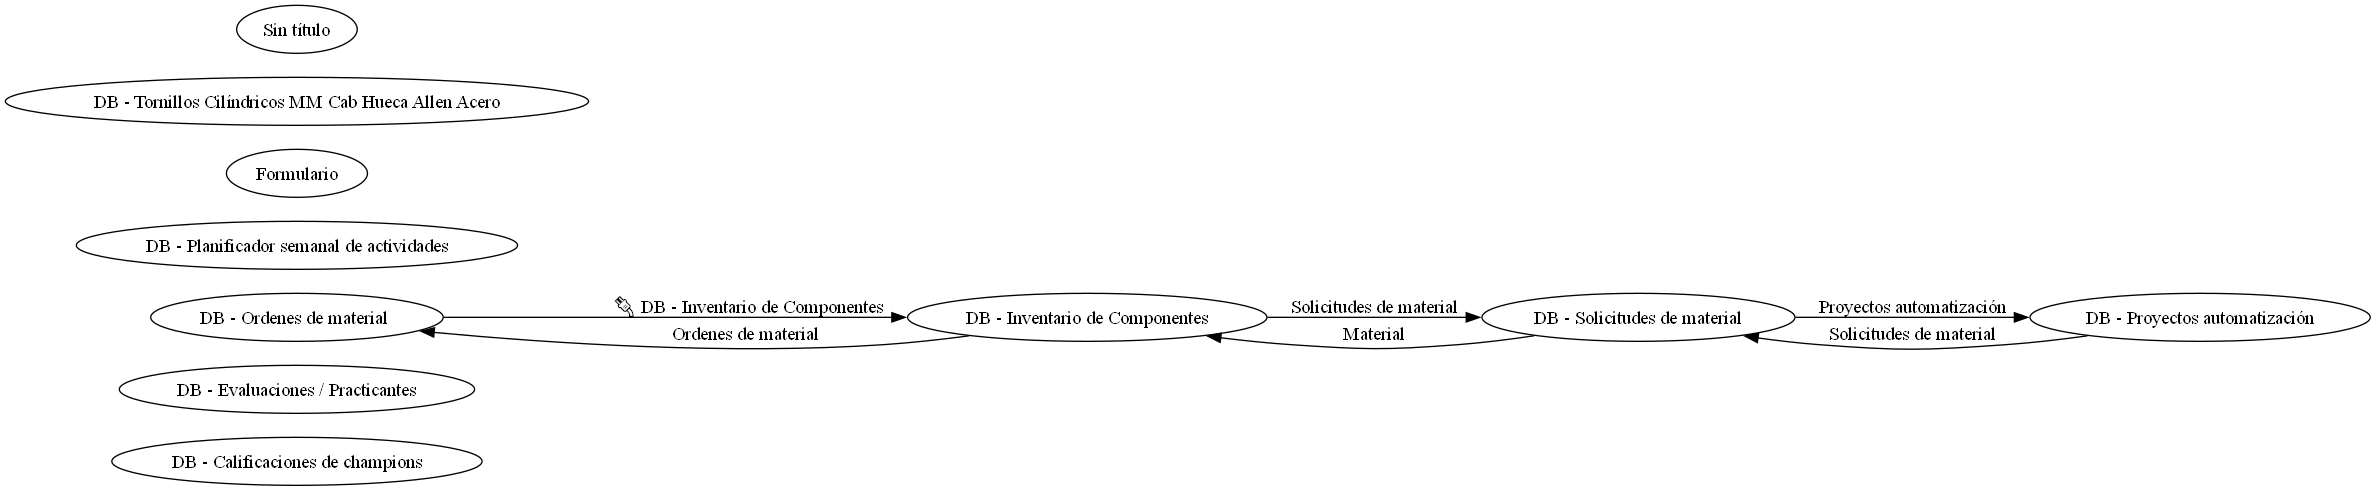 Sin título
DB - Tornillos Cilíndricos MM Cab Hueca Allen Acero
Formulario
DB - Planificador semanal de actividades
DB - Ordenes de material
🔩 DB - Inventario de Componentes
Ordenes de material
DB - Inventario de Componentes
Solicitudes de material
Material
DB - Solicitudes de material
Proyectos automatización
Solicitudes de material
DB - Proyectos automatización
DB - Evaluaciones / Practicantes
DB - Calificaciones de champions